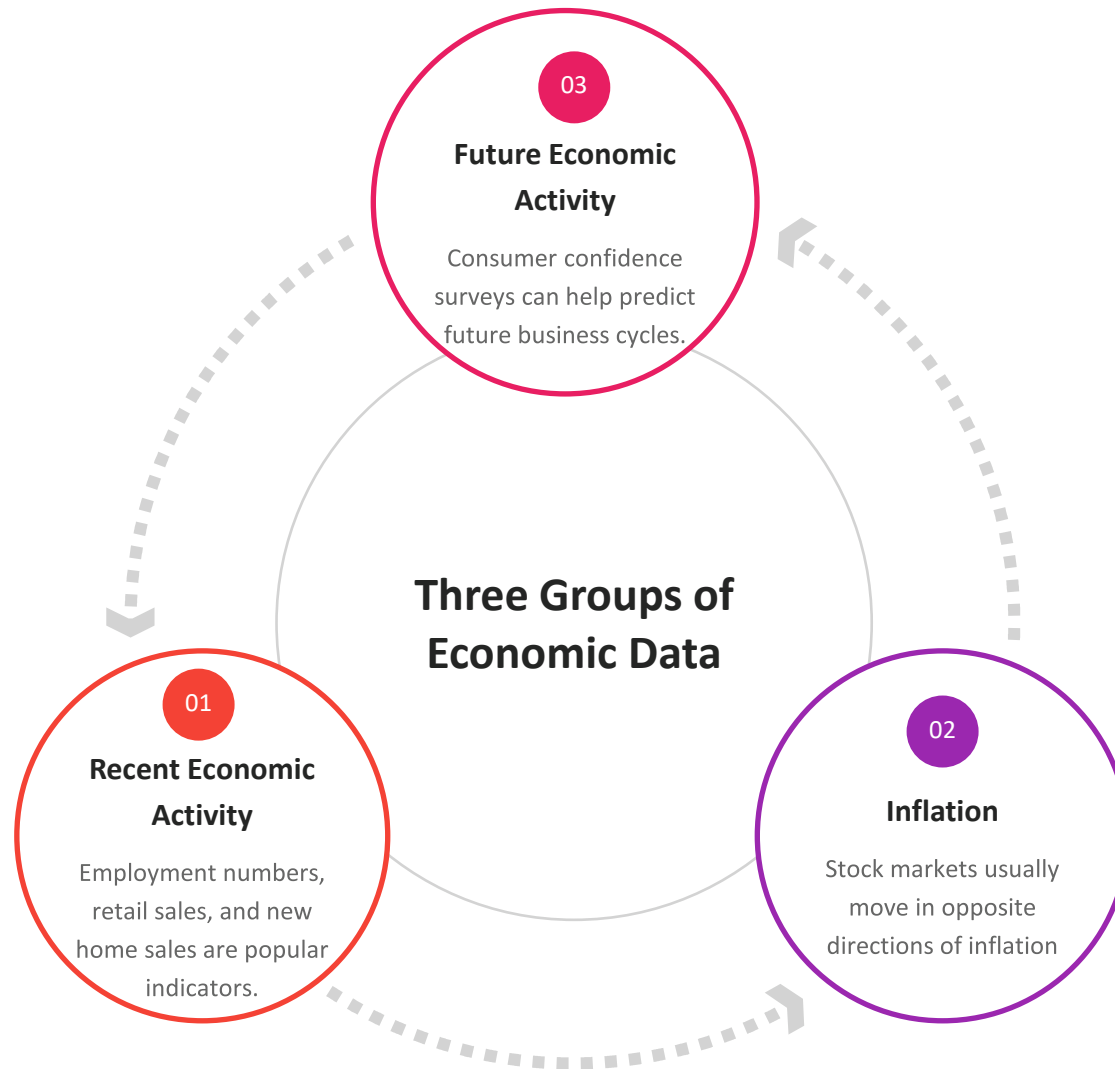 03
Future Economic
Activity
Consumer confidence
surveys can help predict
future business cycles.
Three Groups of
Economic Data
01
Recent Economic
Activity
Employment numbers,
retail sales, and new
home sales are popular
indicators.
02
Inflation
Stock markets usually
move in opposite
directions of inflation